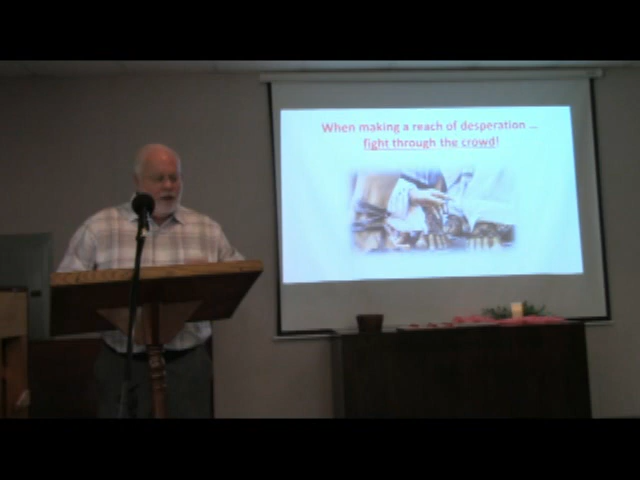 When making a reach of desperation ...
fight through the crowd!